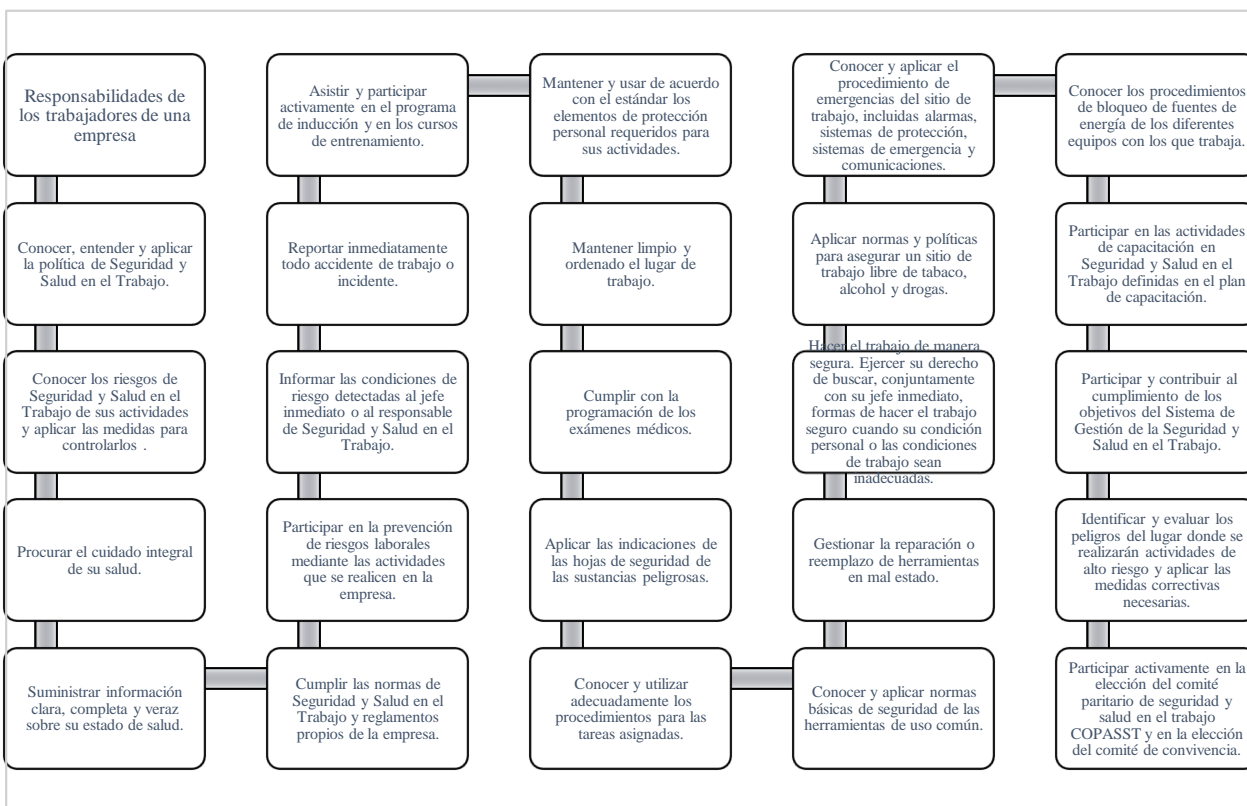 Responsabilidades de
los trabajadores de una
empresa
Conocer, entender y aplicar
la política de Seguridad y
Salud en el Trabajo.
Conocer los riesgos de
Seguridad y Salud en el
Trabajo de sus actividades
y aplicar las medidas para
controlarlos .
Procurar el cuidado integral
de su salud.
Suministrar información
clara, completa y veraz
sobre su estado de salud.
Cumplir las normas de
Seguridad y Salud en el
Trabajo y reglamentos
propios de la empresa.
Participar en la prevención
de riesgos laborales
mediante las actividades
que se realicen en la
empresa.
Informar las condiciones de
riesgo detectadas al jefe
inmediato o al responsable
de Seguridad y Salud en el
Trabajo.
Reportar inmediatamente
todo accidente de trabajo o
incidente.
Asistir y participar
activamente en el programa
de inducción y en los cursos
de entrenamiento.
Mantener y usar de acuerdo
con el estándar los
elementos de protección
personal requeridos para
sus actividades.
Mantener limpio y
ordenado el lugar de
trabajo.
Cumplir con la
programación de los
exámenes médicos.
Aplicar las indicaciones de
las hojas de seguridad de
las sustancias peligrosas.
Conocer y utilizar
adecuadamente los
procedimientos para las
tareas asignadas.
Conocer y aplicar normas
básicas de seguridad de las
herramientas de uso común.
Gestionar la reparación o
reemplazo de herramientas
en mal estado.
Hacer el trabajo de manera
segura. Ejercer su derecho
de buscar, conjuntamente
con su jefe inmediato,
formas de hacer el trabajo
seguro cuando su condición
personal o las condiciones
de trabajo sean
inadecuadas.
Aplicar normas y políticas
para asegurar un sitio de
trabajo libre de tabaco,
alcohol y drogas.
Conocer y aplicar el
procedimiento de
emergencias del sitio de
trabajo, incluidas alarmas,
sistemas de protección,
sistemas de emergencia y
comunicaciones.
Conocer los procedimientos
de bloqueo de fuentes de
energía de los diferentes
equipos con los que trabaja.
Participar en las actividades
de capacitación en
Seguridad y Salud en el
Trabajo definidas en el plan
de capacitación.
Participar y contribuir al
cumplimiento de los
objetivos del Sistema de
Gestión de la Seguridad y
Salud en el Trabajo.
Identificar y evaluar los
peligros del lugar donde se
realizarán actividades de
alto riesgo y aplicar las
medidas correctivas
necesarias.
Participar activamente en la
elección del comité
paritario de seguridad y
salud en el trabajo
COPASST y en la elección
del comité de convivencia.